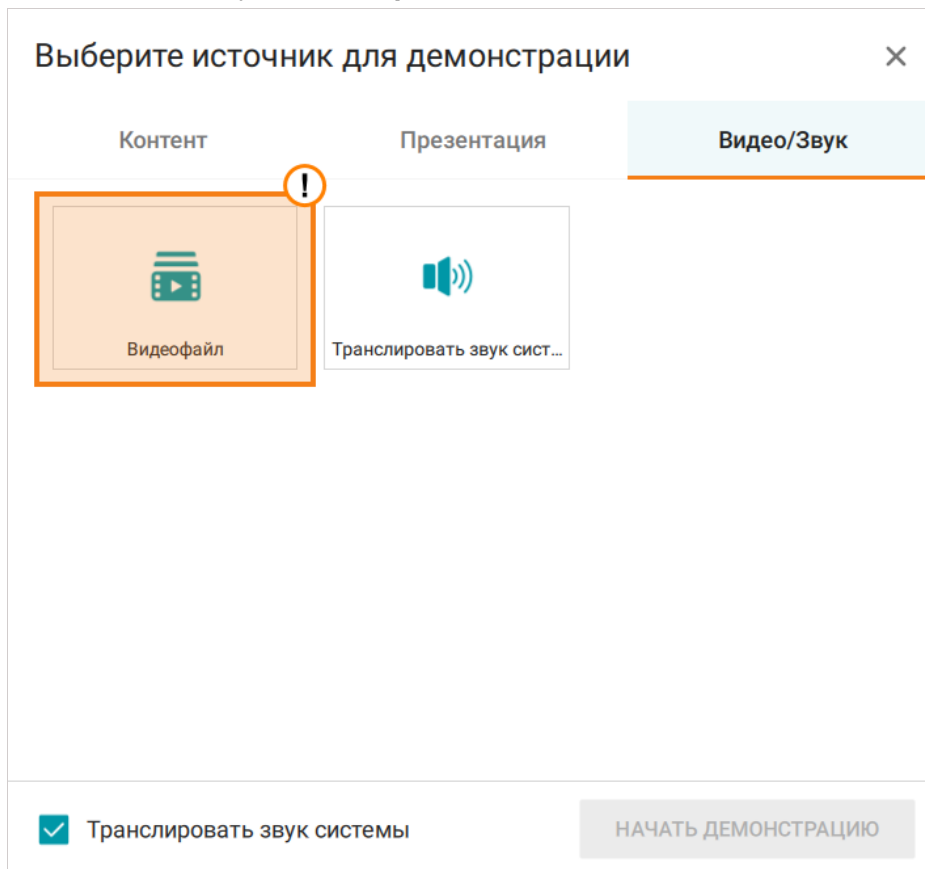 Выберите источник для демонстрации
Контент Презентация Видео/Звук
!
Видеофайл Транслировать звук сист...
Транслировать звук системы НАЧАТЬ ДЕМОНСТРАЦИЮ